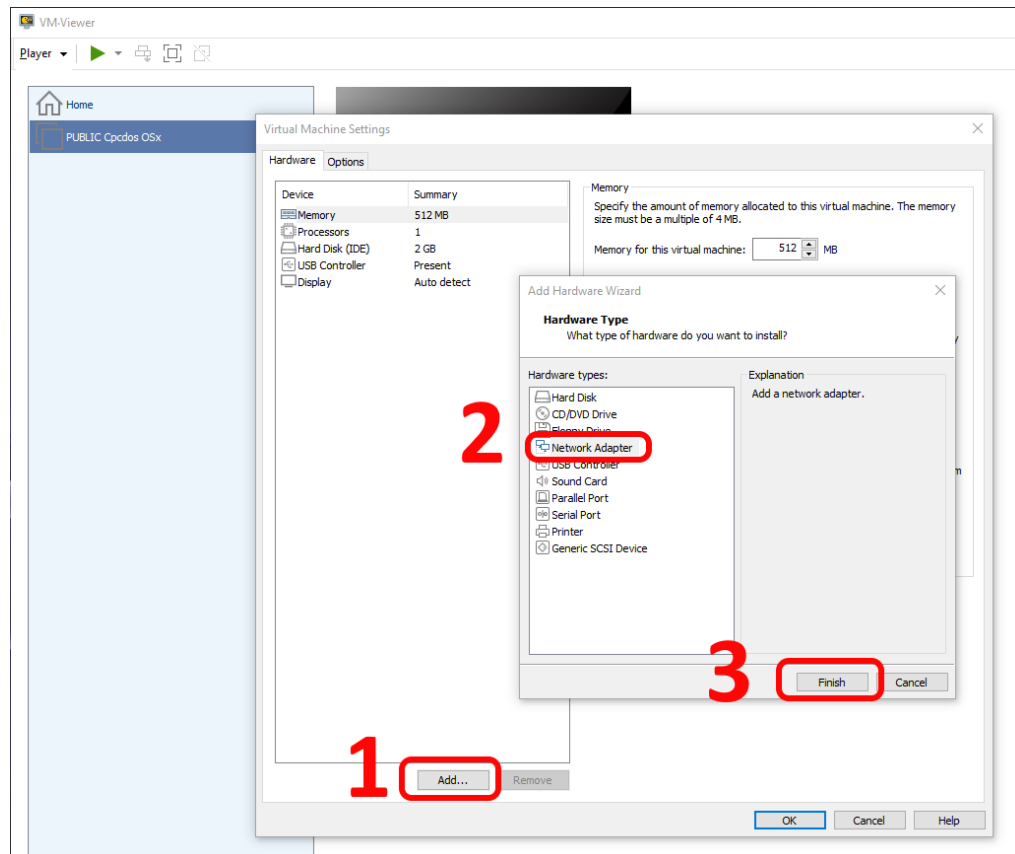 VM-Viewer
Player
Home
PUBLIC Cpcdos OSx
Virtual Machine Settings
Hardware Options
Device Summary
Memory 512 MB
Processors 1
Hard Disk (IDE) 2 GB
USB Controller Present
Display Auto detect
Memory
Specify the amount of memory allocated to this virtual machine. The memory
size must be a multiple of 4 MB.
Memory for this virtual machine: 512 MB
Add Hardware Wizard
Hardware Type
What type of hardware do you want to install?
Hardware types:
Hard Disk
CD/DVD Drive
Floppy Drive
Network Adapter
USB Controller
Sound Card
Parallel Port
Serial Port
Printer
Generic SCSI Device
Explanation
Add a network adapter.
2
3
Finish Cancel
1
Add... Remove
OK Cancel Help